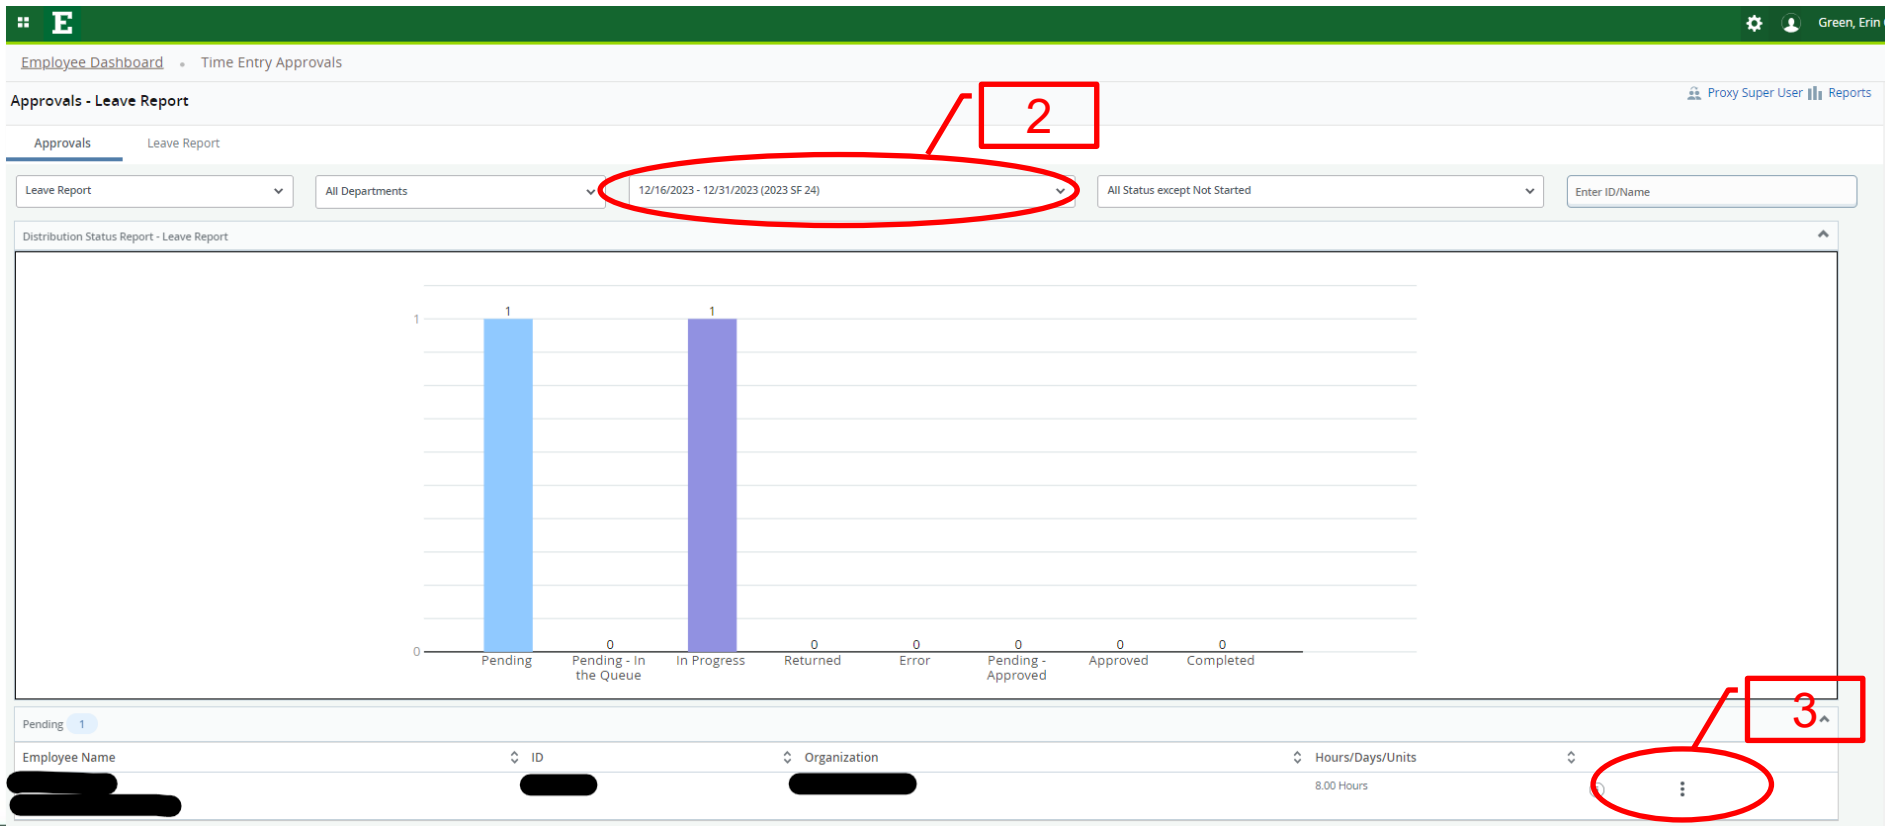 E
Green, Erin
Employee Dashboard • Time Entry Approvals
Approvals - Leave Report
Proxy Super User Reports
2
Approvals Leave Report
Leave Report
All Departments
12/16/2023 - 12/31/2023 (2023 SF 24)
All Status except Not Started
Enter ID/Name
Distribution Status Report - Leave Report
1 1
1
0 0 0 0 0 0
0
Pending
Pending - In
the Queue
In Progress
Returned
Error
Pending -
Approved
Approved
Completed
3
Pending 1
Employee Name ID Organization Hours/Days/Units
8.00 Hours